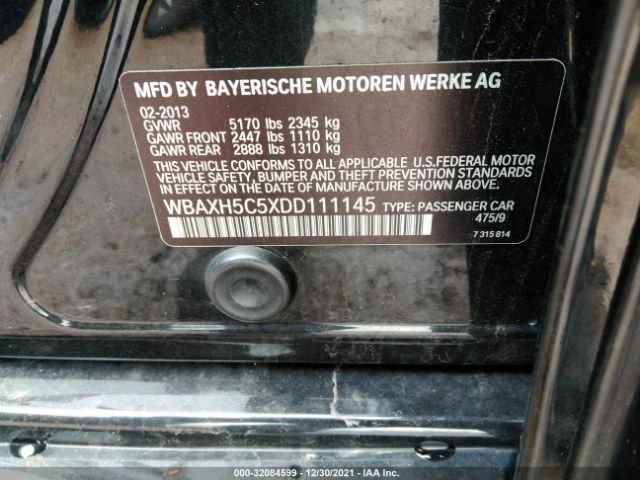 MFD BY BAYERISCHE MOTOREN WERKE AG
02-2013
GVWR 5170 lbs 2345 kg
GAWR FRONT 2447 lbs 1110 kg
GAWR REAR 2888 lbs 1310 kg
THIS VEHICLE CONFORMS TO ALL APPLICABLE U.S.FEDERAL MOTOR
VEHICLE SAFETY, BUMPER AND THEFT PREVENTION STANDARDS
IN EFFECT ON THE DATE OF MANUFACTURE SHOWN ABOVE.
WBAXH5C5XDD111145 TYPE: PASSENGER CAR
475/9
7 315 814
000-32084599 - 12/30/2021 - IAA Inc.